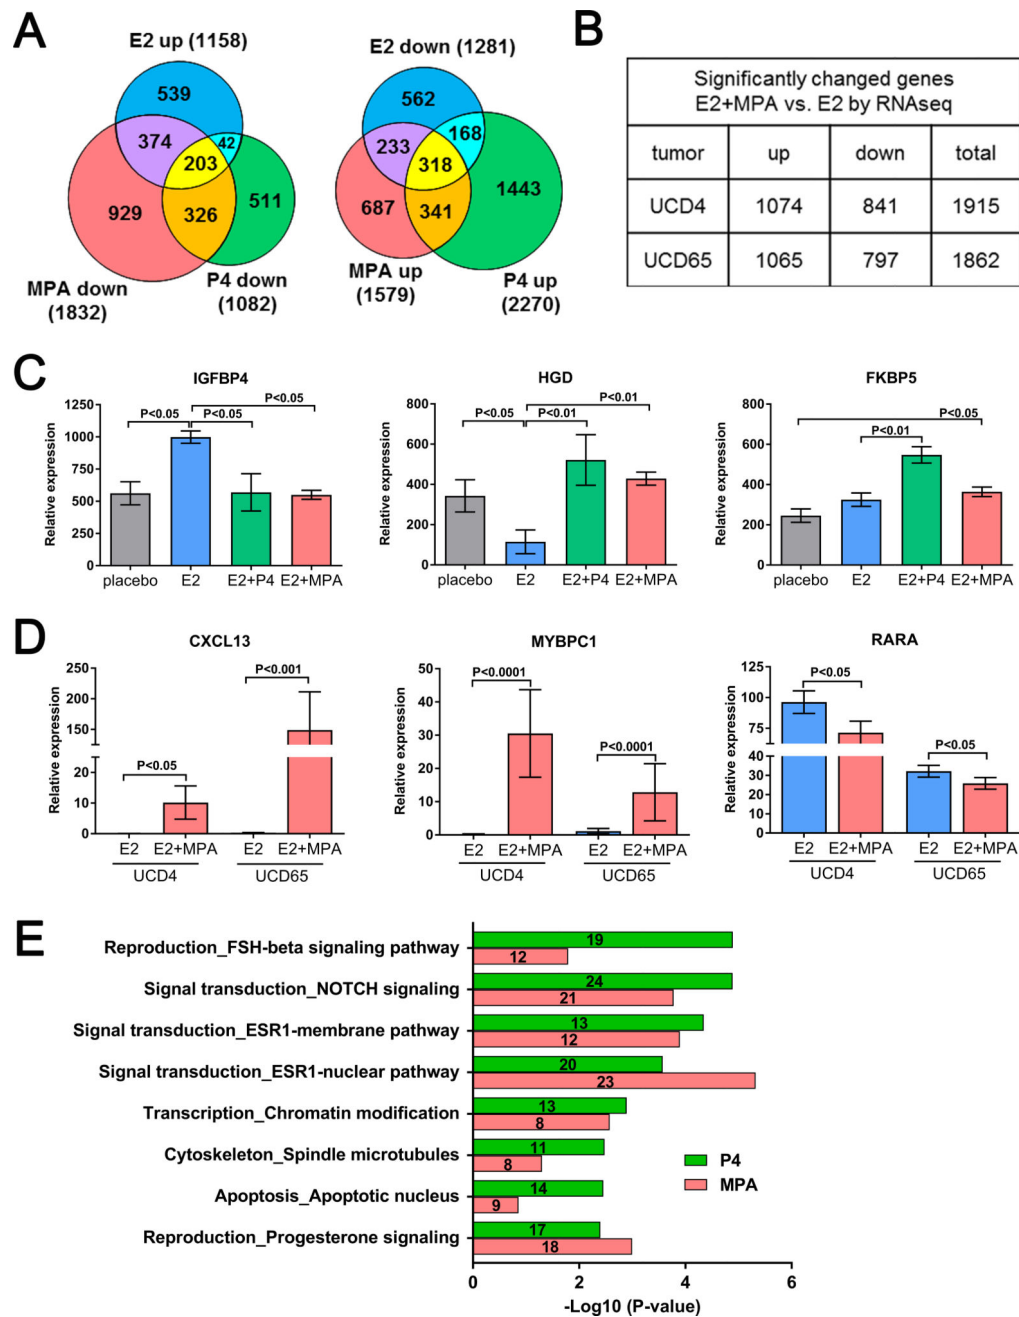 A
E2 up (1158)
539
374
42
203
929
326
511
MPA down
(1832)
P4 down
(1082)
E2 down (1281)
562
233
168
318
1443
687
341
MPA up
(1579)
P4 up
(2270)
B
Significantly changed genes
E2+MPA vs. E2 by RNAseq
tumor up down total
UCD4 1074 841 1915
UCD65 1065 797 1862
C
IGFBP4
Relative expression
1250
1000
750
500
250
0
P<0.05
P<0.05 P<0.05
placebo E2 E2+P4 E2+MPA
HGD
Relative expression
800
600
400
200
0
P<0.01
P<0.05 P<0.01
placebo E2 E2+P4 E2+MPA
FKBP5
Relative expression
800
600
400
200
0
P<0.05
P<0.01
placebo E2 E2+P4 E2+MPA
D
CXCL13
Relative expression
250
200
150
20
10
0
P<0.001
P<0.05
E2 E2+MPA E2 E2+MPA
UCD4 UCD65
MYBPC1
Relative expression
50
40
30
20
10
0
P<0.0001
P<0.0001
E2 E2+MPA E2 E2+MPA
UCD4 UCD65
RARA
Relative expression
125
100
75
40
30
20
10
0
P<0.05
P<0.05
E2 E2+MPA E2 E2+MPA
UCD4 UCD65
E
Reproduction_FSH-beta signaling pathway
19
12
Signal transduction_NOTCH signaling
24
21
Signal transduction_ESR1-membrane pathway
13
12
Signal transduction_ESR1-nuclear pathway
20
23
Transcription_Chromatin modification
13
8
Cytoskeleton_Spindle microtubules
11
8
Apoptosis_Apoptotic nucleus
14
9
Reproduction_Progesterone signaling
17
18
P4
MPA
0 2 4 6
-Log10 (P-value)